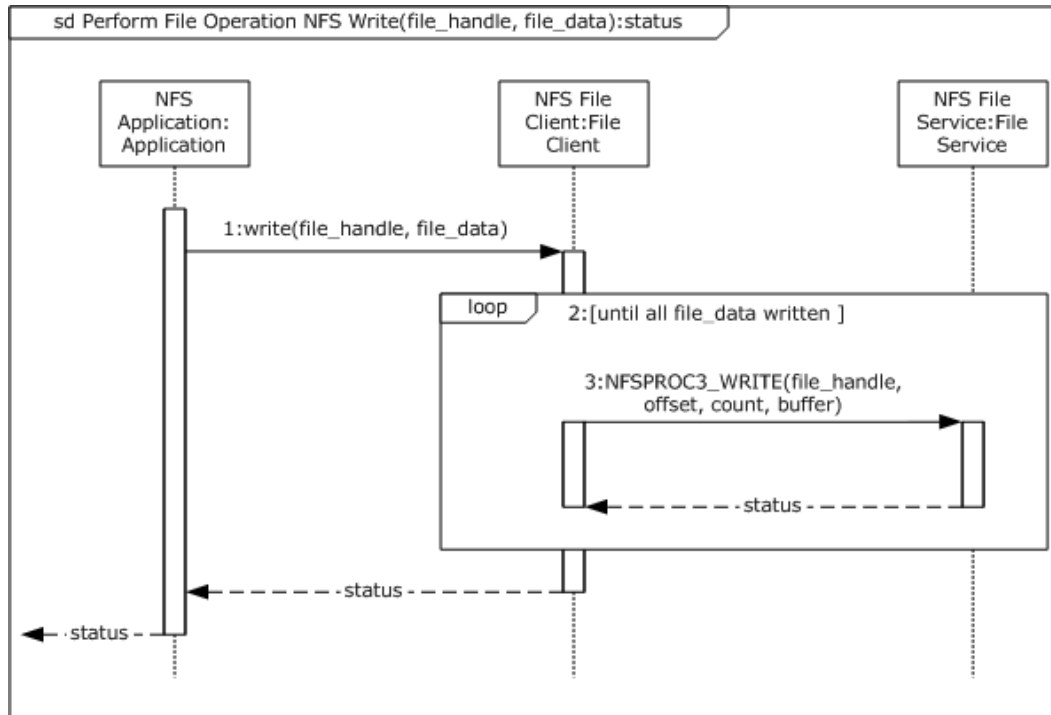 sd Perform File Operation NFS Write(file_handle, file_data):status
NFS
Application:
Application
NFS File
Client:File
Client
NFS File
Service:File
Service
1:write(file_handle, file_data)
loop
2:[until all file_data written ]
3:NFSPROC3_WRITE(file_handle,
offset, count, buffer)
status
status
status